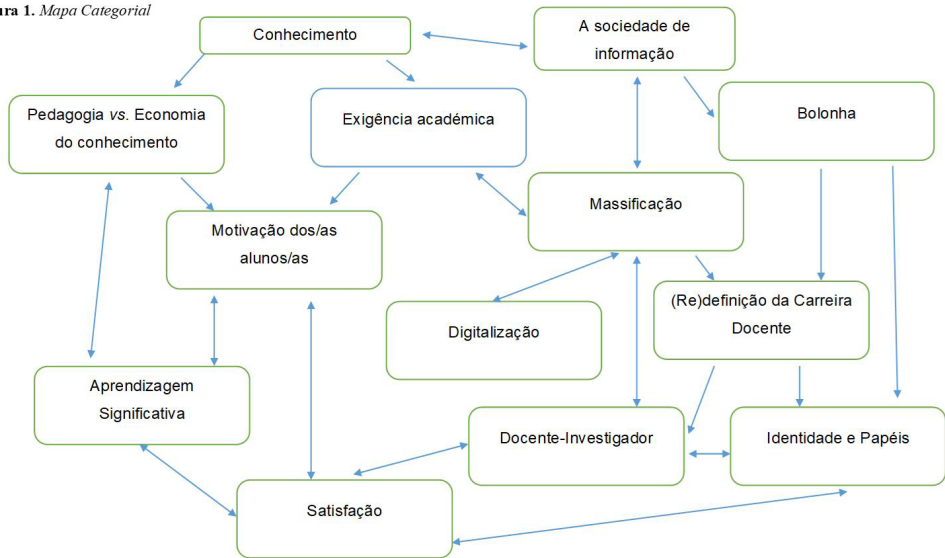 ura 1. Mapa Categorial
Conhecimento
A sociedade de
informação
Pedagogia vs. Economia
do conhecimento
Exigência académica
Bolonha
Massificação
Motivação dos/as
alunos/as
(Re)definição da Carreira
Docente
Digitalização
Aprendizagem
Significativa
Docente-Investigador
Identidade e Papéis
Satisfação